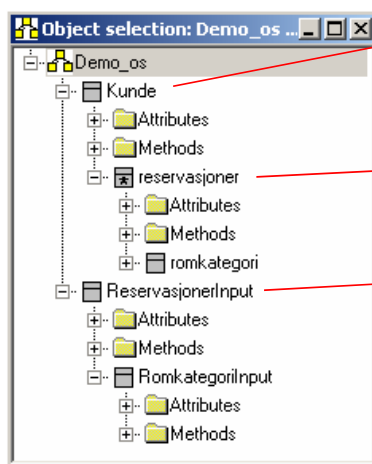 Object selection: Demo_os ...
Demo_os
Kunde
Attributes
Methods
reservasjoner
Attributes
Methods
romkategori
ReservasjonerInput
Attributes
Methods
RomkategoriInput
Attributes
Methods